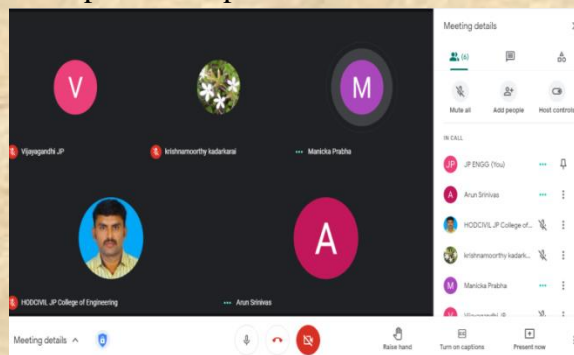 Meeting details
(6)
V
M
Mute all
Add people
Host controls
Vijayagandhi JP
krishnamoorthy kadarkarai
Manicka Prabha
IN CALL
JP
JP ENGG (You)
A
Arun Srinivas
HODCIVIL JP College of...
A
krishnamoorthy kadark...
M
Manicka Prabha
HODCIVIL JP College of Engineering
Arun Srinivas
Meeting details
Raise hand
Turn on captions
Present now